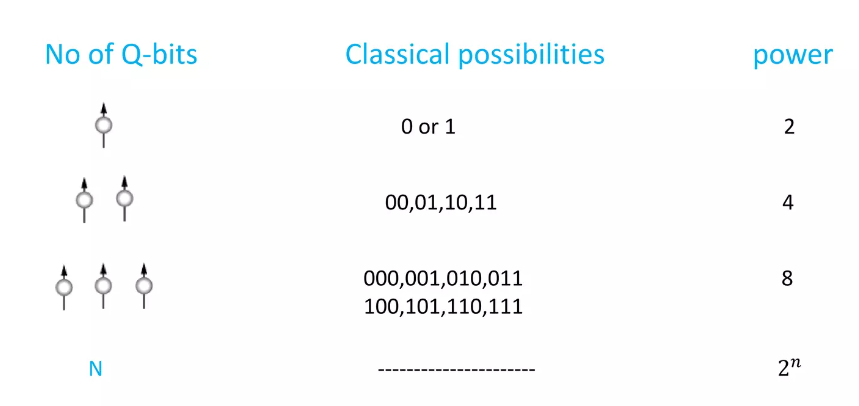 No of Q-bits Classical possibilities power
0 or 1 2
00,01,10,11 4
000,001,010,011 8
100,101,110,111
N ---------------------- 2ⁿ